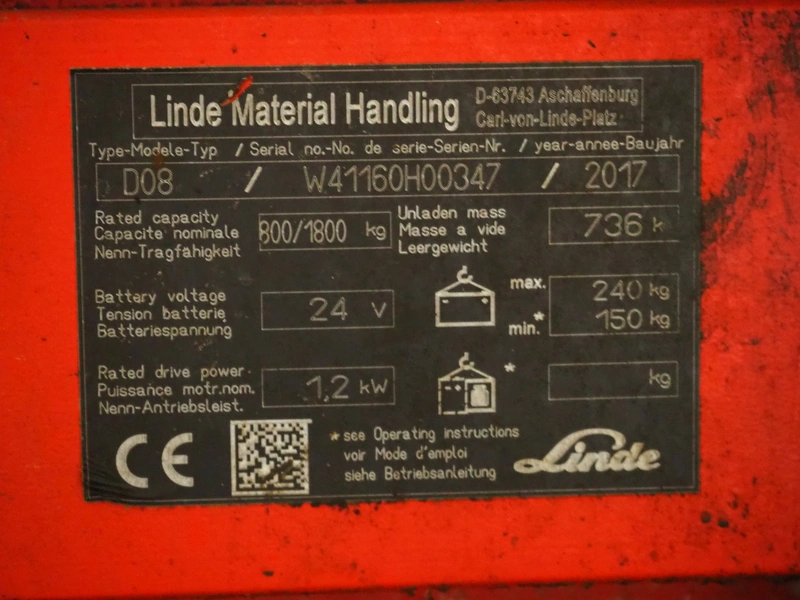 Linde Material Handling
D-63743 Aschaffenburg
Carl-von-Linde-Platz
Type-Modele-Typ / Serial no.-No. de serie-Serien-Nr. / year-annee-Baujahr
D08 / W41160H00347 / 2017
Rated capacity
Capacite nominale
Nenn-Tragfähigkeit
800/1800 kg
Unladen mass
Masse a vide
Leergewicht
736 k
Battery voltage
Tension batterie
Batteriespannung
24 V
max. 240 kg
min.* 150 kg
Rated drive power
Puissance motr.nom.
Nenn-Antriebsleist.
1,2 kW
* kg
CE
*see Operating instructions
voir Mode d'emploi
siehe Betriebsanleitung
Linde